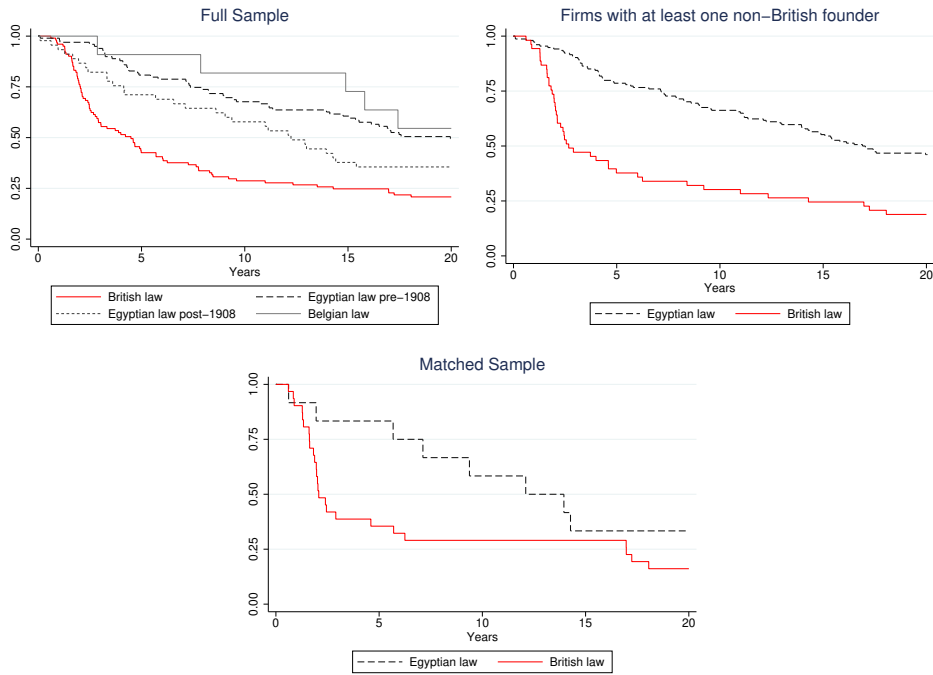 Full Sample
1.00
0.75
0.50
0.25
0.00
0 5 10 15 20
Years
British law Egyptian law pre−1908
Egyptian law post−1908 Belgian law
Firms with at least one non−British founder
1.00
0.75
0.50
0.25
0.00
0 5 10 15 20
Years
Egyptian law British law
Matched Sample
1.00
0.75
0.50
0.25
0.00
0 5 10 15 20
Years
Egyptian law British law